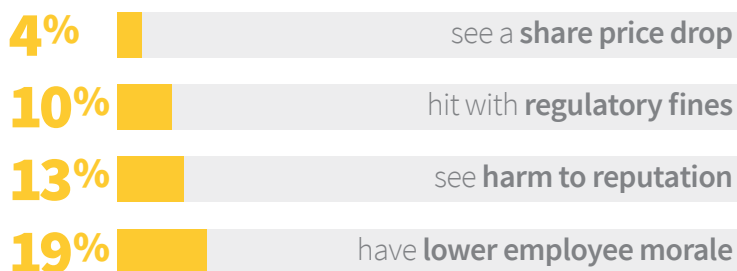 4% see a share price drop
10% hit with regulatory fines
13% see harm to reputation
19% have lower employee morale